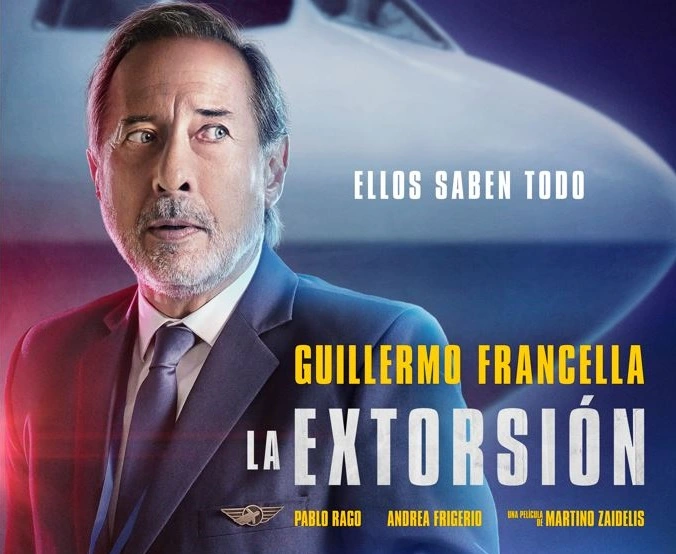 ELLOS SABEN TODO
GUILLERMO FRANCELLA
LA EXTORSIÓN
PABLO RAGO ANDREA FRIGERIO UNA PELÍCULA DE MARTINO ZAIDELIS